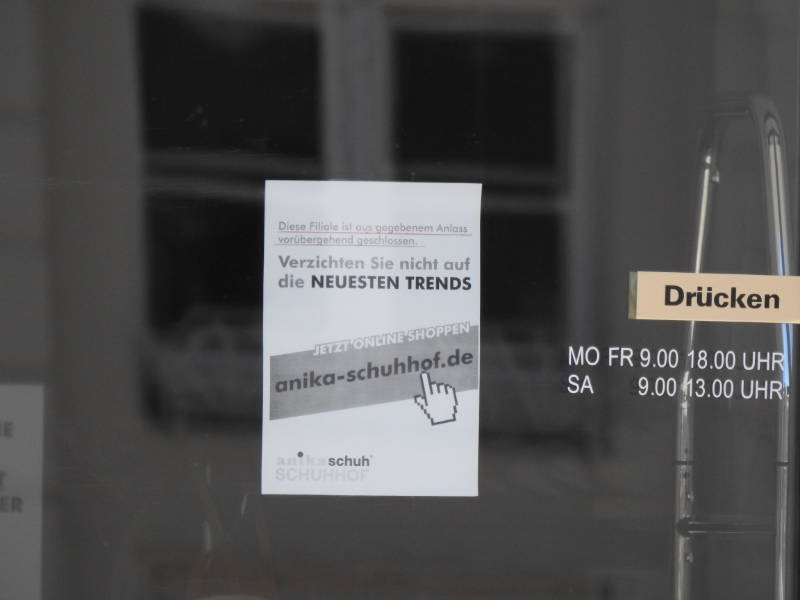 Diese Filiale ist aus gegebenem Anlass
vorübergehend geschlossen.
Verzichten Sie nicht auf
die NEUESTEN TRENDS
JETZT ONLINE SHOPPEN
anika-schuhhof.de
anikaschuh
SCHUHHOF
Drücken
MO FR 9.00 18.00 UHR
SA 9.00 13.00 UHR